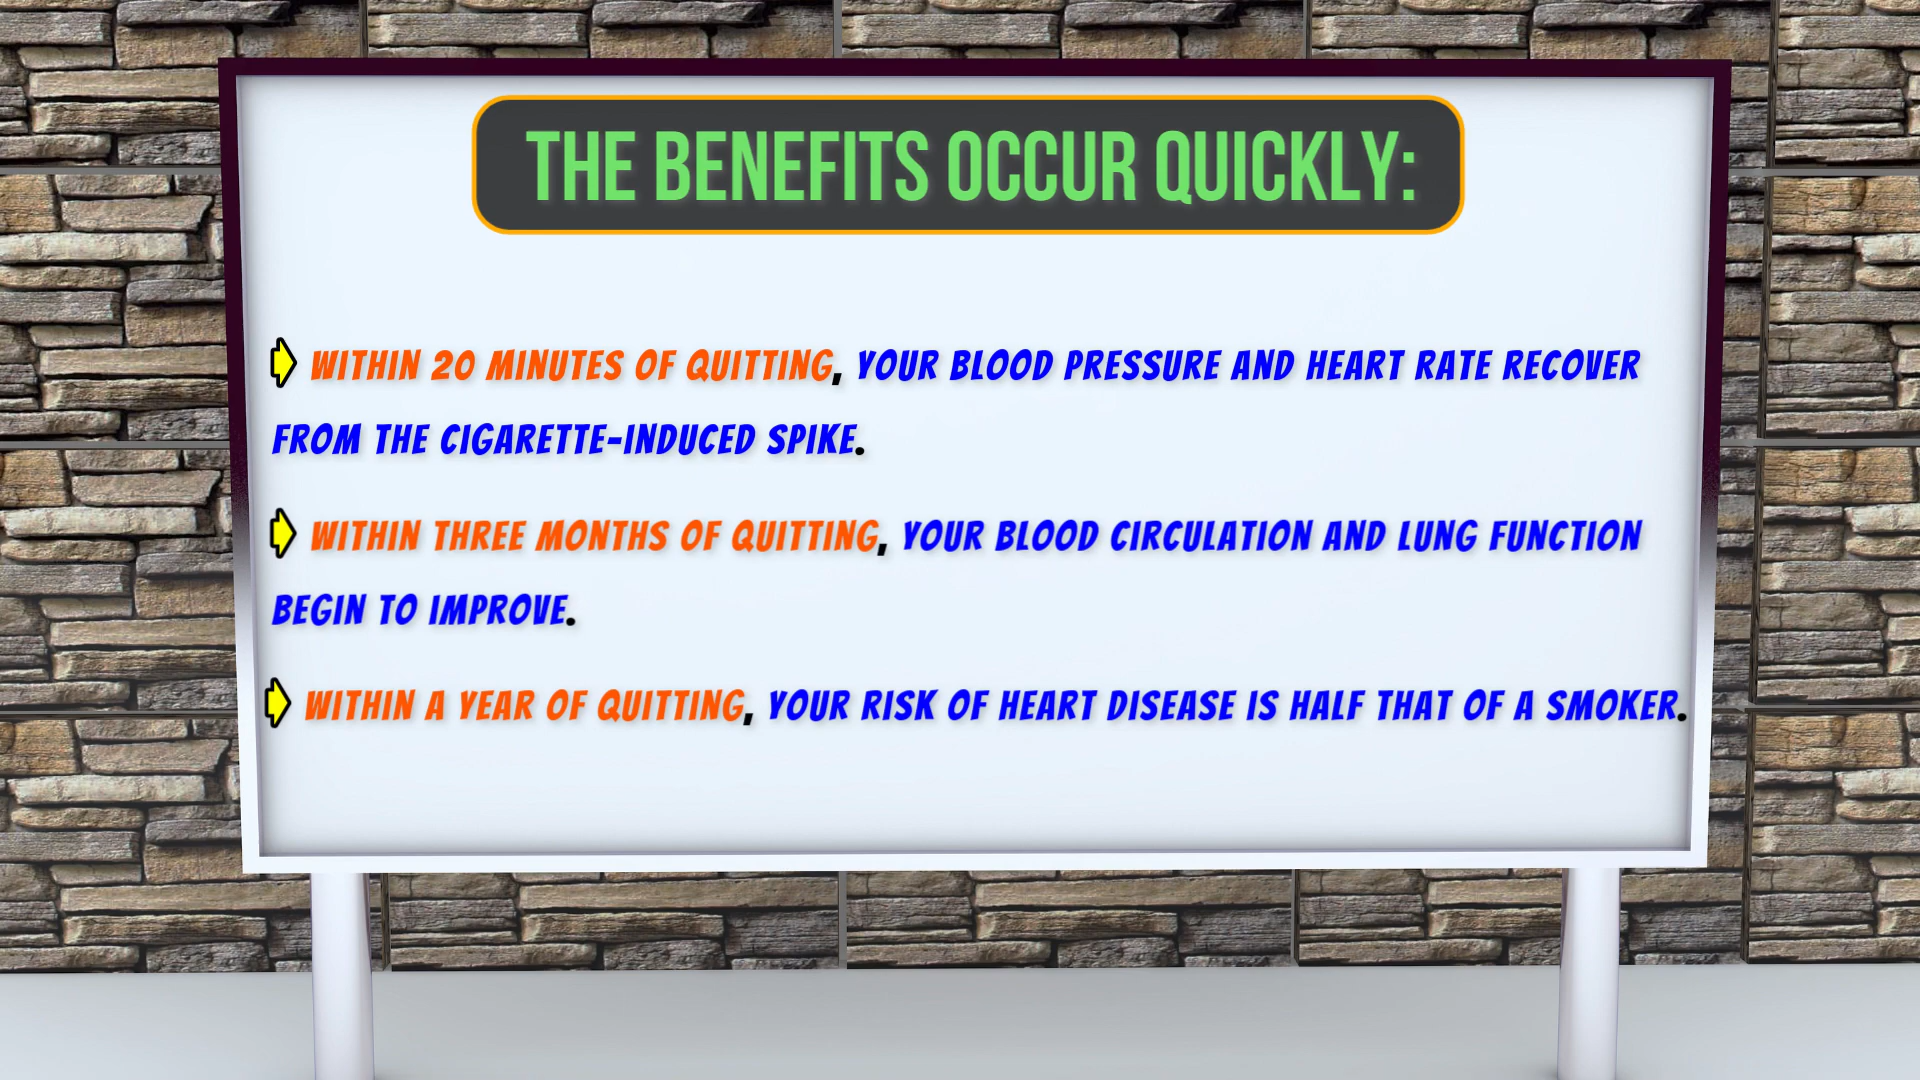 THE BENEFITS OCCUR QUICKLY:
WITHIN 20 MINUTES OF QUITTING, YOUR BLOOD PRESSURE AND HEART RATE RECOVER
FROM THE CIGARETTE-INDUCED SPIKE.
WITHIN THREE MONTHS OF QUITTING, YOUR BLOOD CIRCULATION AND LUNG FUNCTION
BEGIN TO IMPROVE.
WITHIN A YEAR OF QUITTING, YOUR RISK OF HEART DISEASE IS HALF THAT OF A SMOKER.